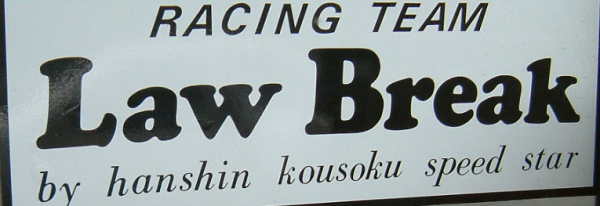 RACING TEAM
Law Break
by hanshin kousoku speed star